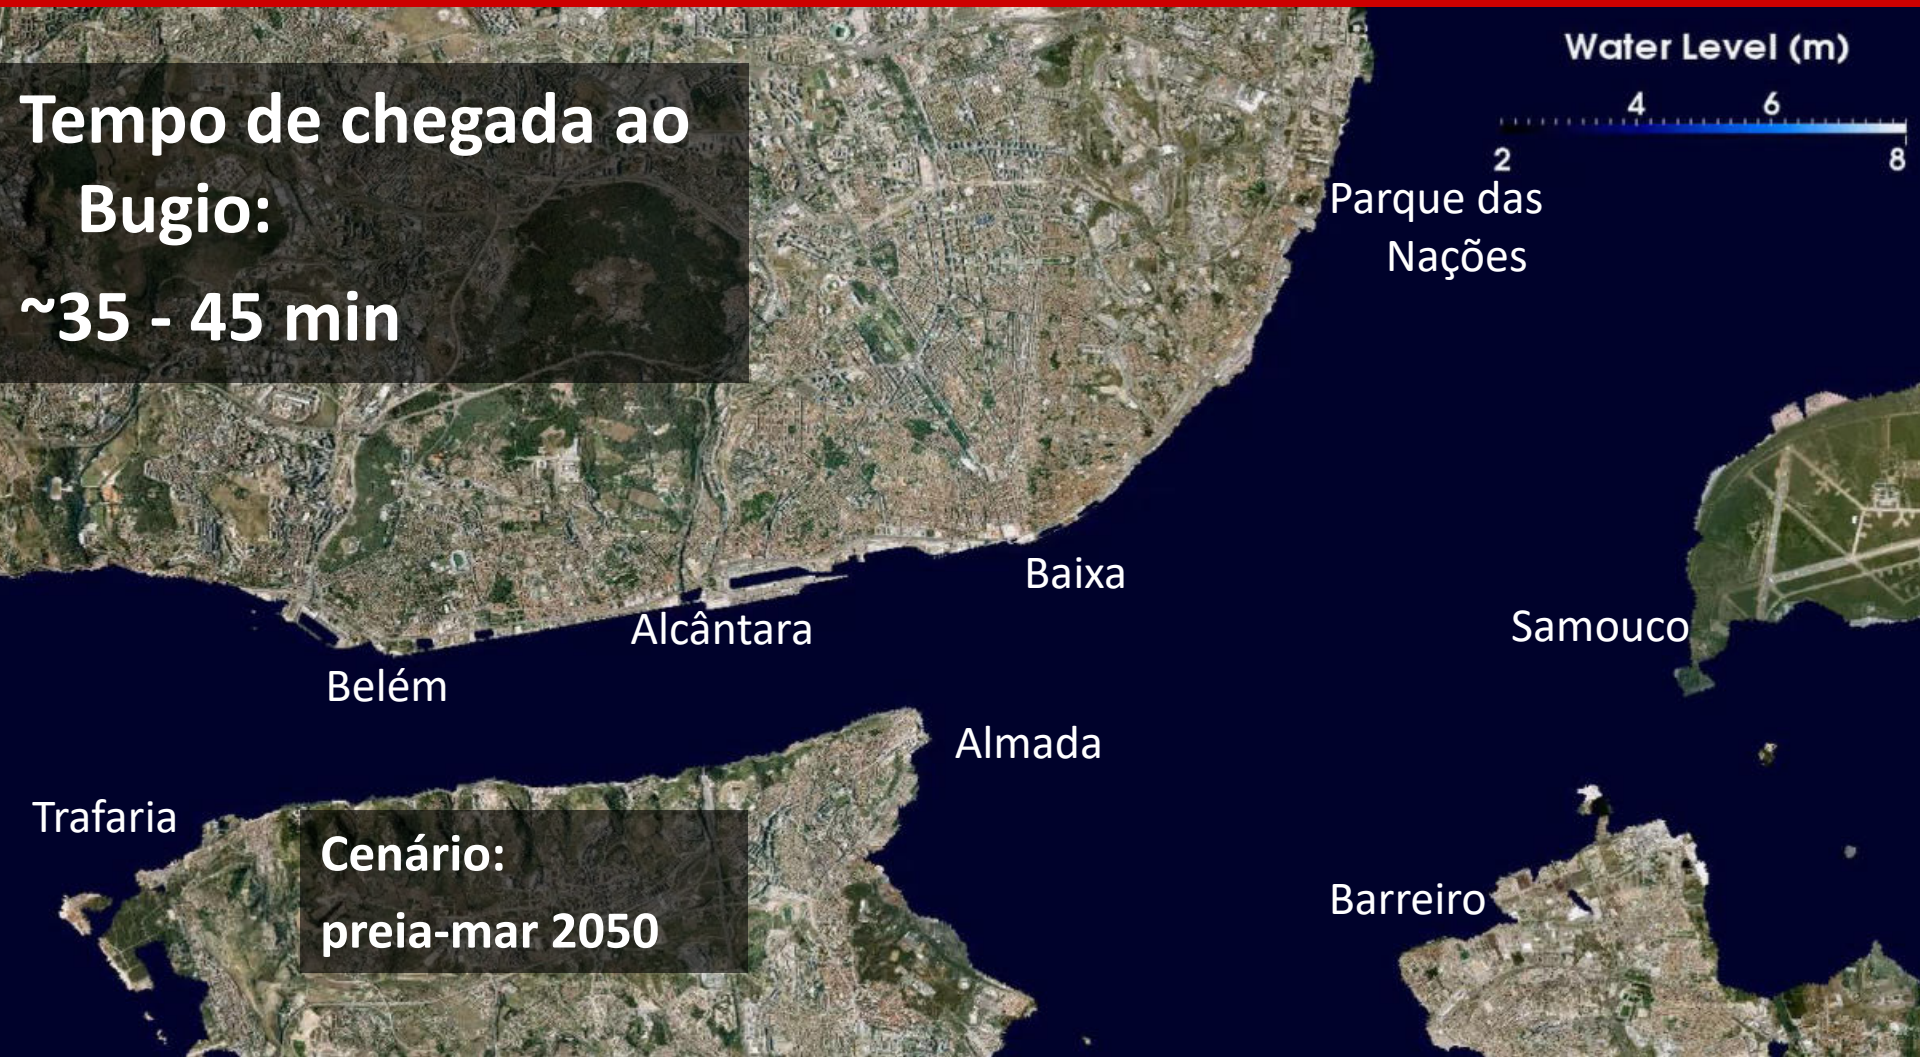 Tempo de chegada ao
Bugio:
~35 - 45 min
Water Level (m)
4 6
2 8
Parque das
Nações
Baixa
Alcântara
Samouco
Belém
Almada
Trafaria
Cenário:
preia-mar 2050
Barreiro